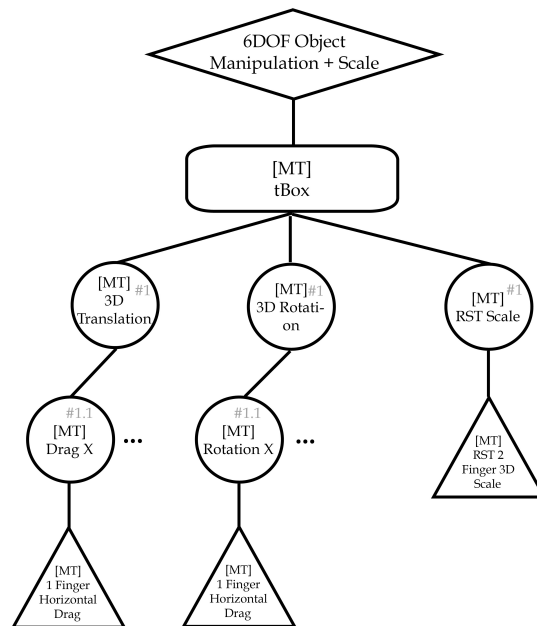 6DOF Object
Manipulation + Scale
[MT]
tBox
[MT] #1
3D
Translation
[MT] #1
3D Rotati-
on
#1
[MT]
RST Scale
#1.1
[MT]
Drag X
...
#1.1
[MT]
Rotation X
...
[MT]
RST 2
Finger 3D
Scale
[MT]
1 Finger
Horizontal
Drag
[MT]
1 Finger
Horizontal
Drag